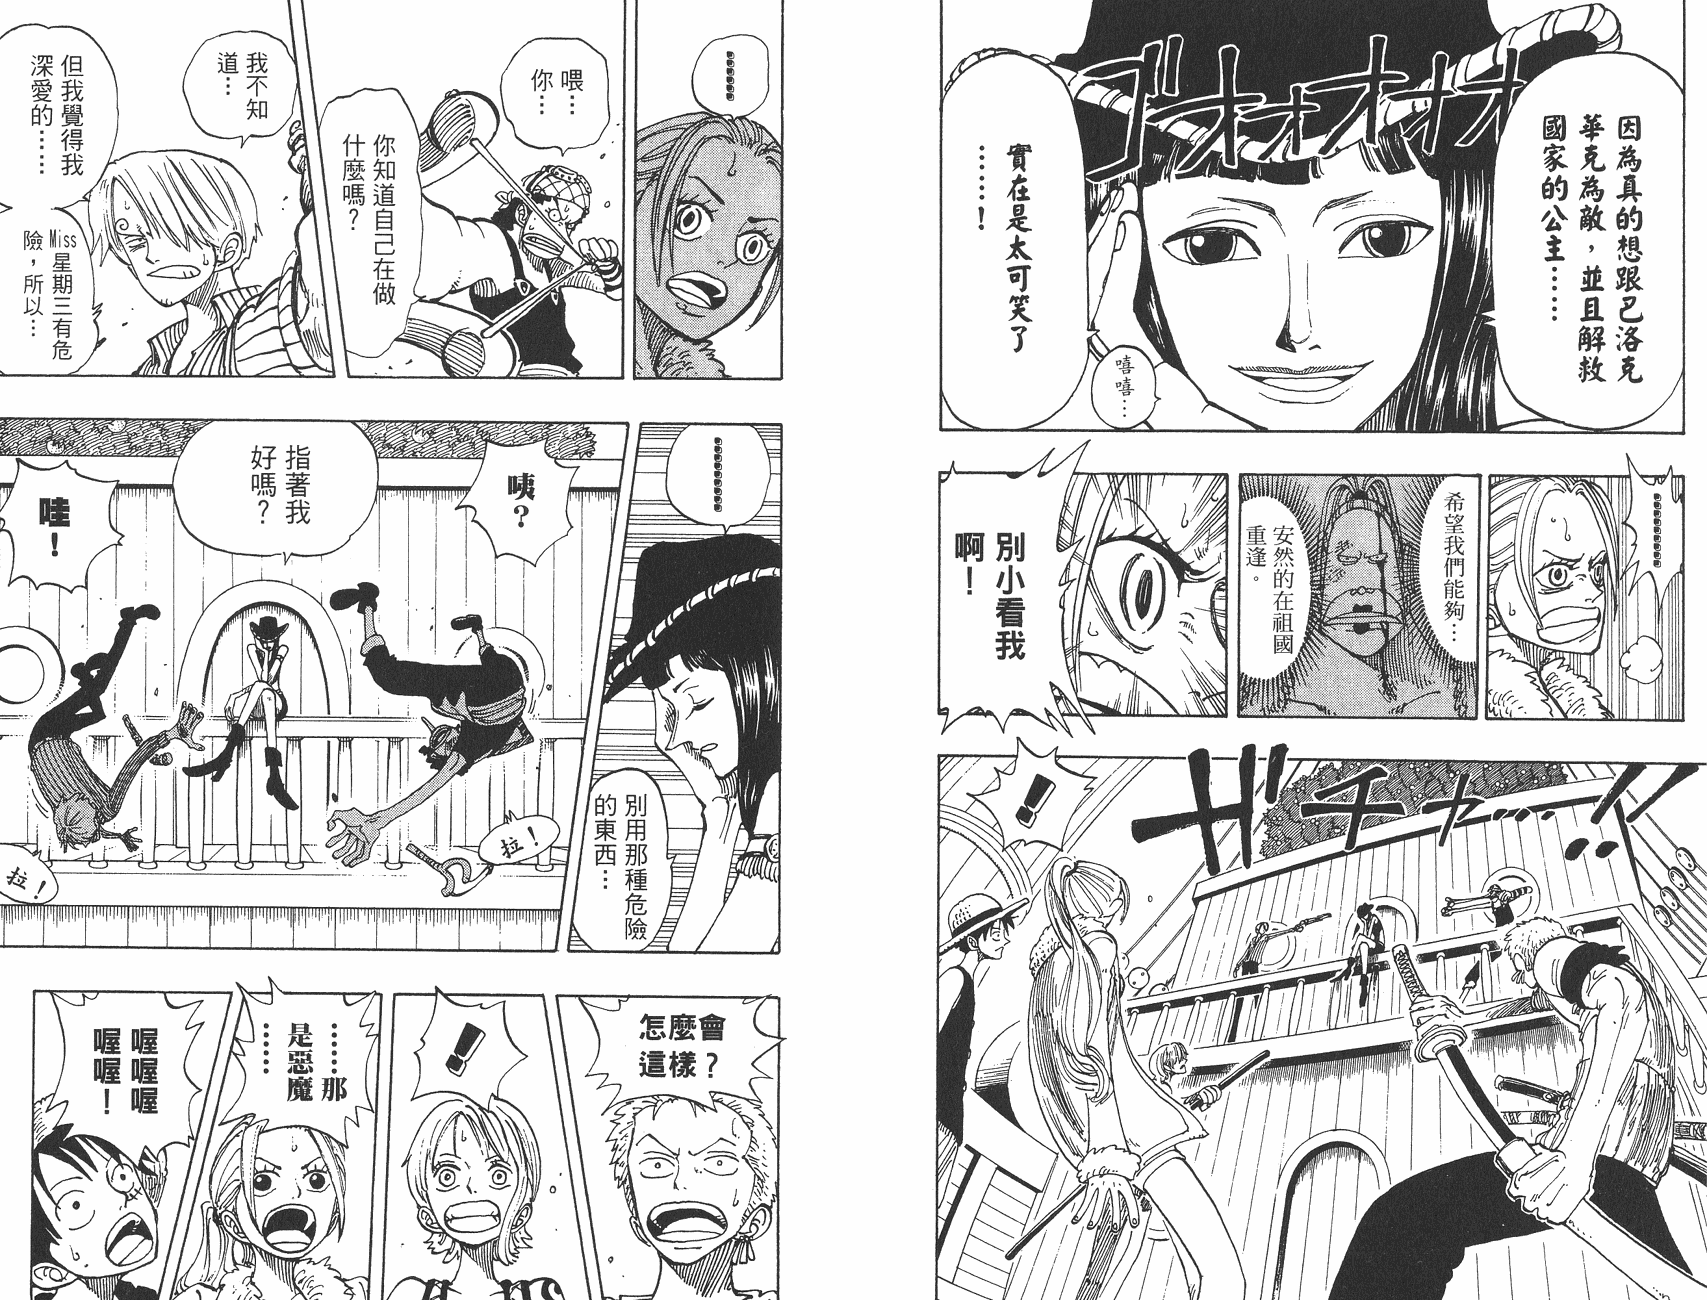 因為真的想跟巴洛克
華克為敵，並且解救
國家的公主……
ゴオオオオオオ
實在是太可笑了
……！
嘻嘻…
………
希望我們能夠…
安然的在祖國
重逢。
別小看我
啊！
！
ザチャ…!!
………
喂…
你…
你知道自己在做
什麼嗎？
我不知
道…
但我覺得我
深愛的……
Miss星期三有危
險，所以…
………
別用那種危險
的東西…
咦？
拉！
指著我
好嗎？
哇！
拉！
怎麼會
這樣？
！
……那
是惡魔
……
喔喔喔
喔喔！